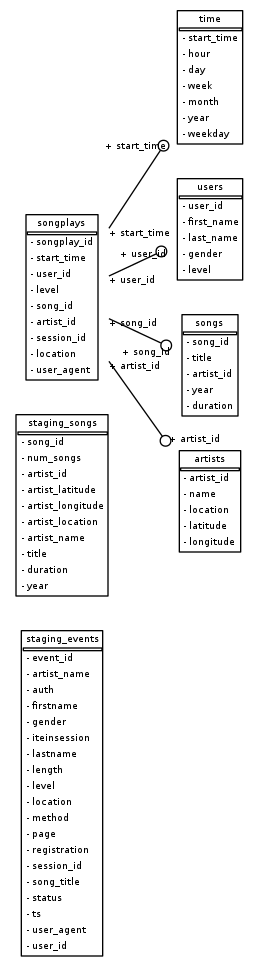 time
- start_time
- hour
- day
- week
- month
- year
- weekday
+ start_time
songplays
- songplay_id
- start_time
- user_id
- level
- song_id
- artist_id
- session_id
- location
- user_agent
+ start_time
+ user_id
+ user_id
users
- user_id
- first_name
- last_name
- gender
- level
+ song_id
+ song_id
songs
- song_id
- title
- artist_id
- year
- duration
+ artist_id
+ artist_id
artists
- artist_id
- name
- location
- latitude
- longitude
staging_songs
- song_id
- num_songs
- artist_id
- artist_latitude
- artist_longitude
- artist_location
- artist_name
- title
- duration
- year
staging_events
- event_id
- artist_name
- auth
- firstname
- gender
- iteinsession
- lastname
- length
- level
- location
- method
- page
- registration
- session_id
- song_title
- status
- ts
- user_agent
- user_id